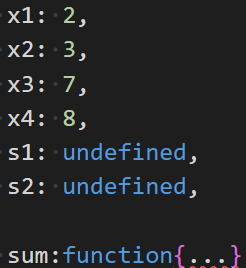 x1: 2,
x2: 3,
x3: 7,
x4: 8,
s1: undefined,
s2: undefined,
sum:function{...}